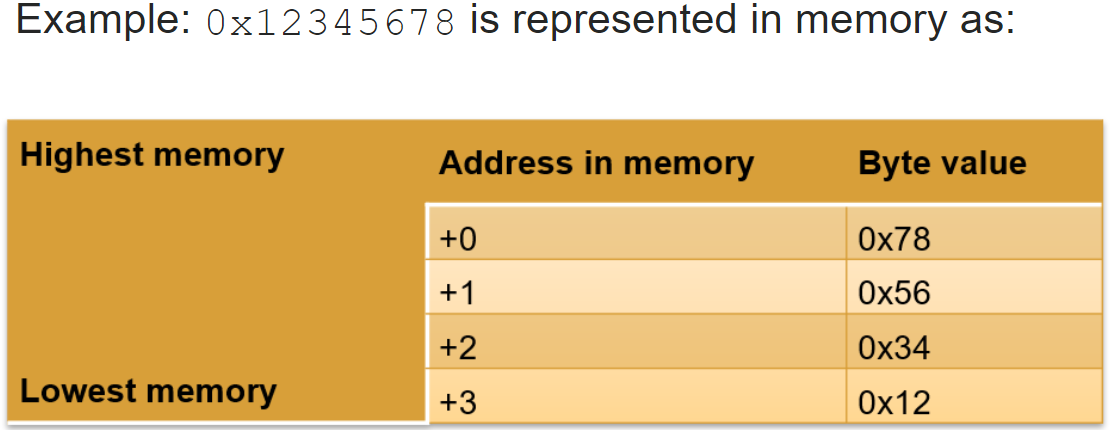 Example: 0x12345678 is represented in memory as:
Highest memory Address in memory Byte value
+0 0x78
+1 0x56
+2 0x34
Lowest memory +3 0x12